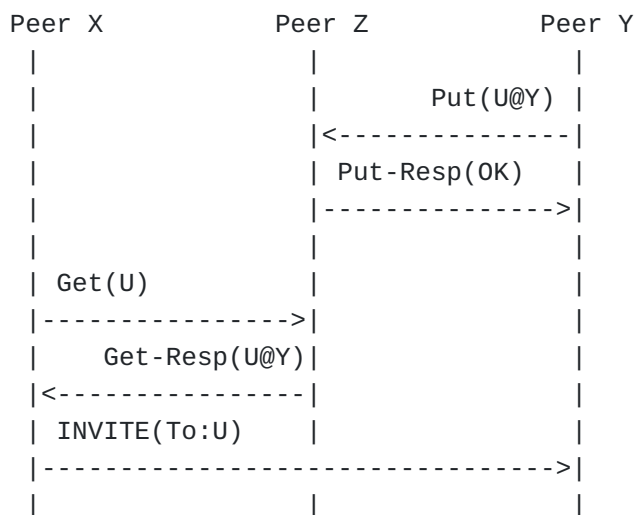 Peer X           Peer Z           Peer Y
 |                 |                |
 |                 |       Put(U@Y) |
 |                 |<---------------|
 |                 | Put-Resp(OK)   |
 |                 |--------------->|
 |                 |                |
 | Get(U)          |                |
 |---------------->|                |
 |    Get-Resp(U@Y)|                |
 |<----------------|                |
 | INVITE(To:U)    |                |
 |--------------------------------->|
 |                 |                |